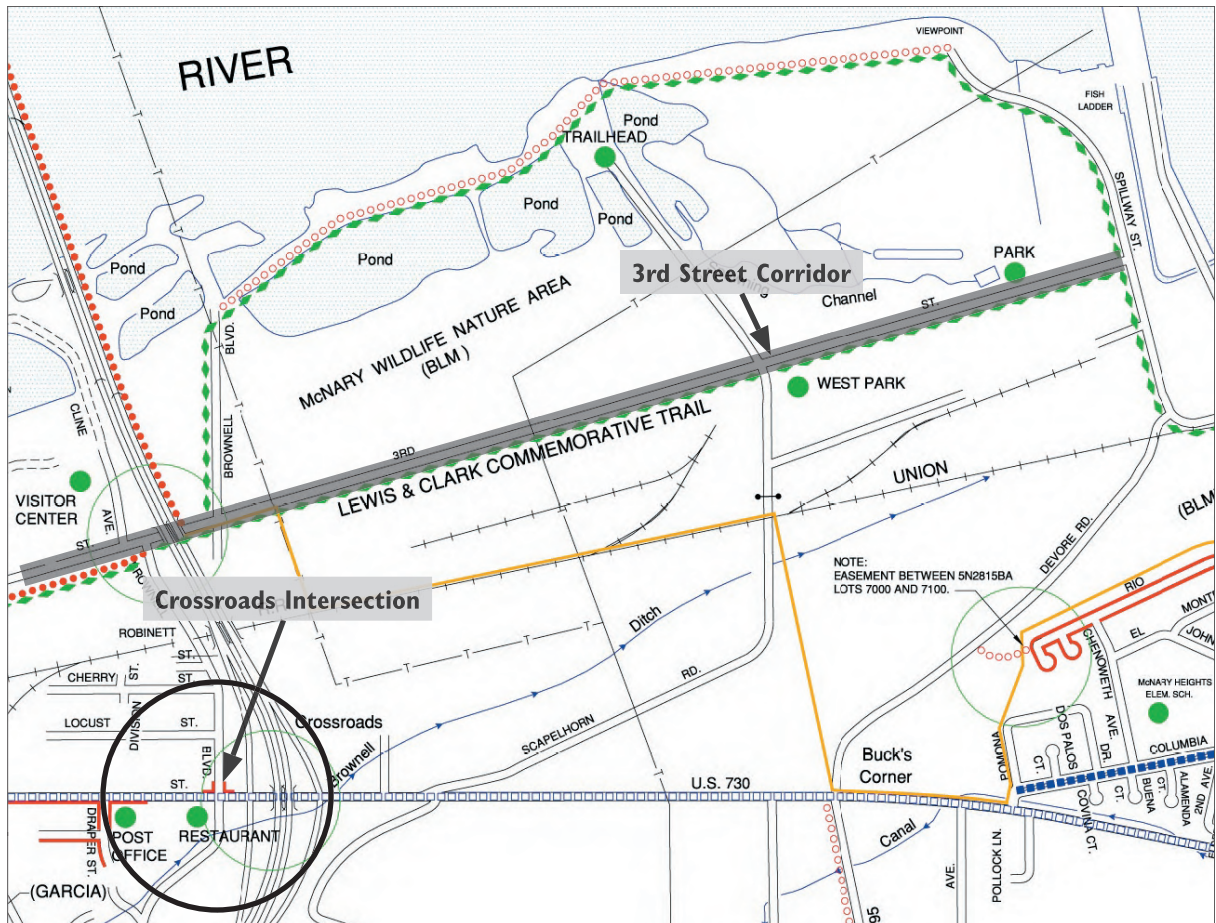 RIVER
VIEWPOINT
FISH
LADDER
Pond
TRAILHEAD
Pond
Pond
Pond
Pond
SPILLWAY ST.
PARK
3rd Street Corridor
Channel
ST.
Pond
Pond
McNARY WILDLIFE NATURE AREA
(BLM)
BLVD.
BROWNELL
CLINE
AVE.
WEST PARK
3RD
LEWIS & CLARK COMMEMORATIVE TRAIL
UNION
VISITOR
CENTER
ST.
(BLM
DEVORE RD.
NOTE:
EASEMENT BETWEEN 5N2815BA
LOTS 7000 AND 7100.
Crossroads Intersection
ROBINETT
ST.
Ditch
RIO
EL
MONTE
JOHN
CHENOWETH
AVE.
McNARY HEIGHTS
ELEM. SCH.
CHERRY
ST.
ST.
DIVISION
LOCUST
ST.
BLVD.
Crossroads
Brownell
SCAPELHORN
RD.
Buck's
Corner
POMONA
DOS PALOS
CT.
DR.
COLUMBIA
COVINA CT.
BUENA
CT.
ALAMENDA
CT.
2ND AVE.
ST.
U.S. 730
POST
OFFICE
RESTAURANT
DRAPER ST.
(GARCIA)
Canal
AVE.
POLLOCK LN.
T